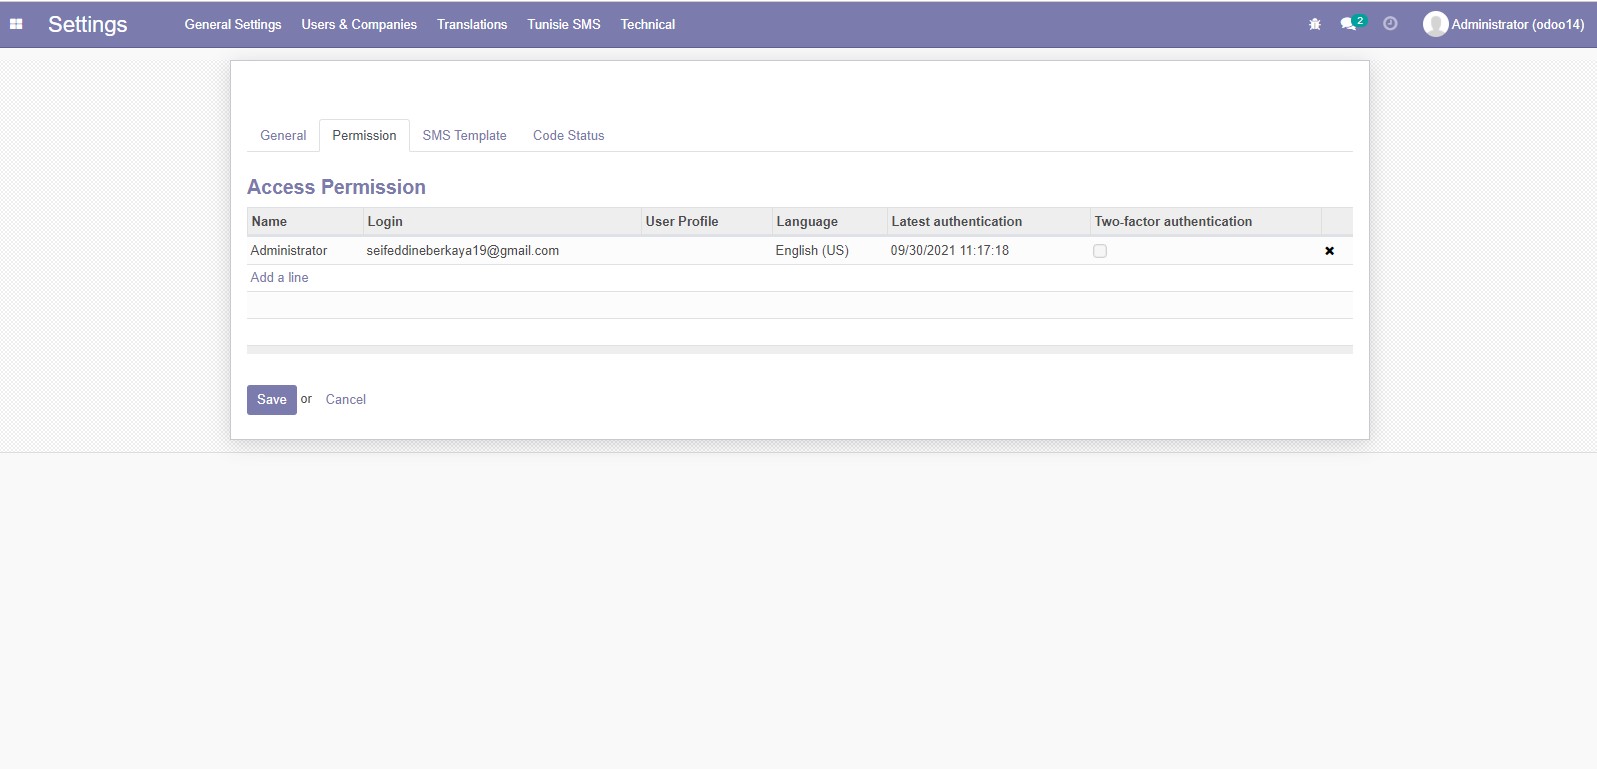 Settings General Settings Users & Companies Translations Tunisie SMS Technical 2 Administrator (odoo14)
General Permission SMS Template Code Status
Access Permission
Name Login User Profile Language Latest authentication Two-factor authentication
Administrator seifeddineberkaya19@gmail.com English (US) 09/30/2021 11:17:18
Add a line
Save or Cancel